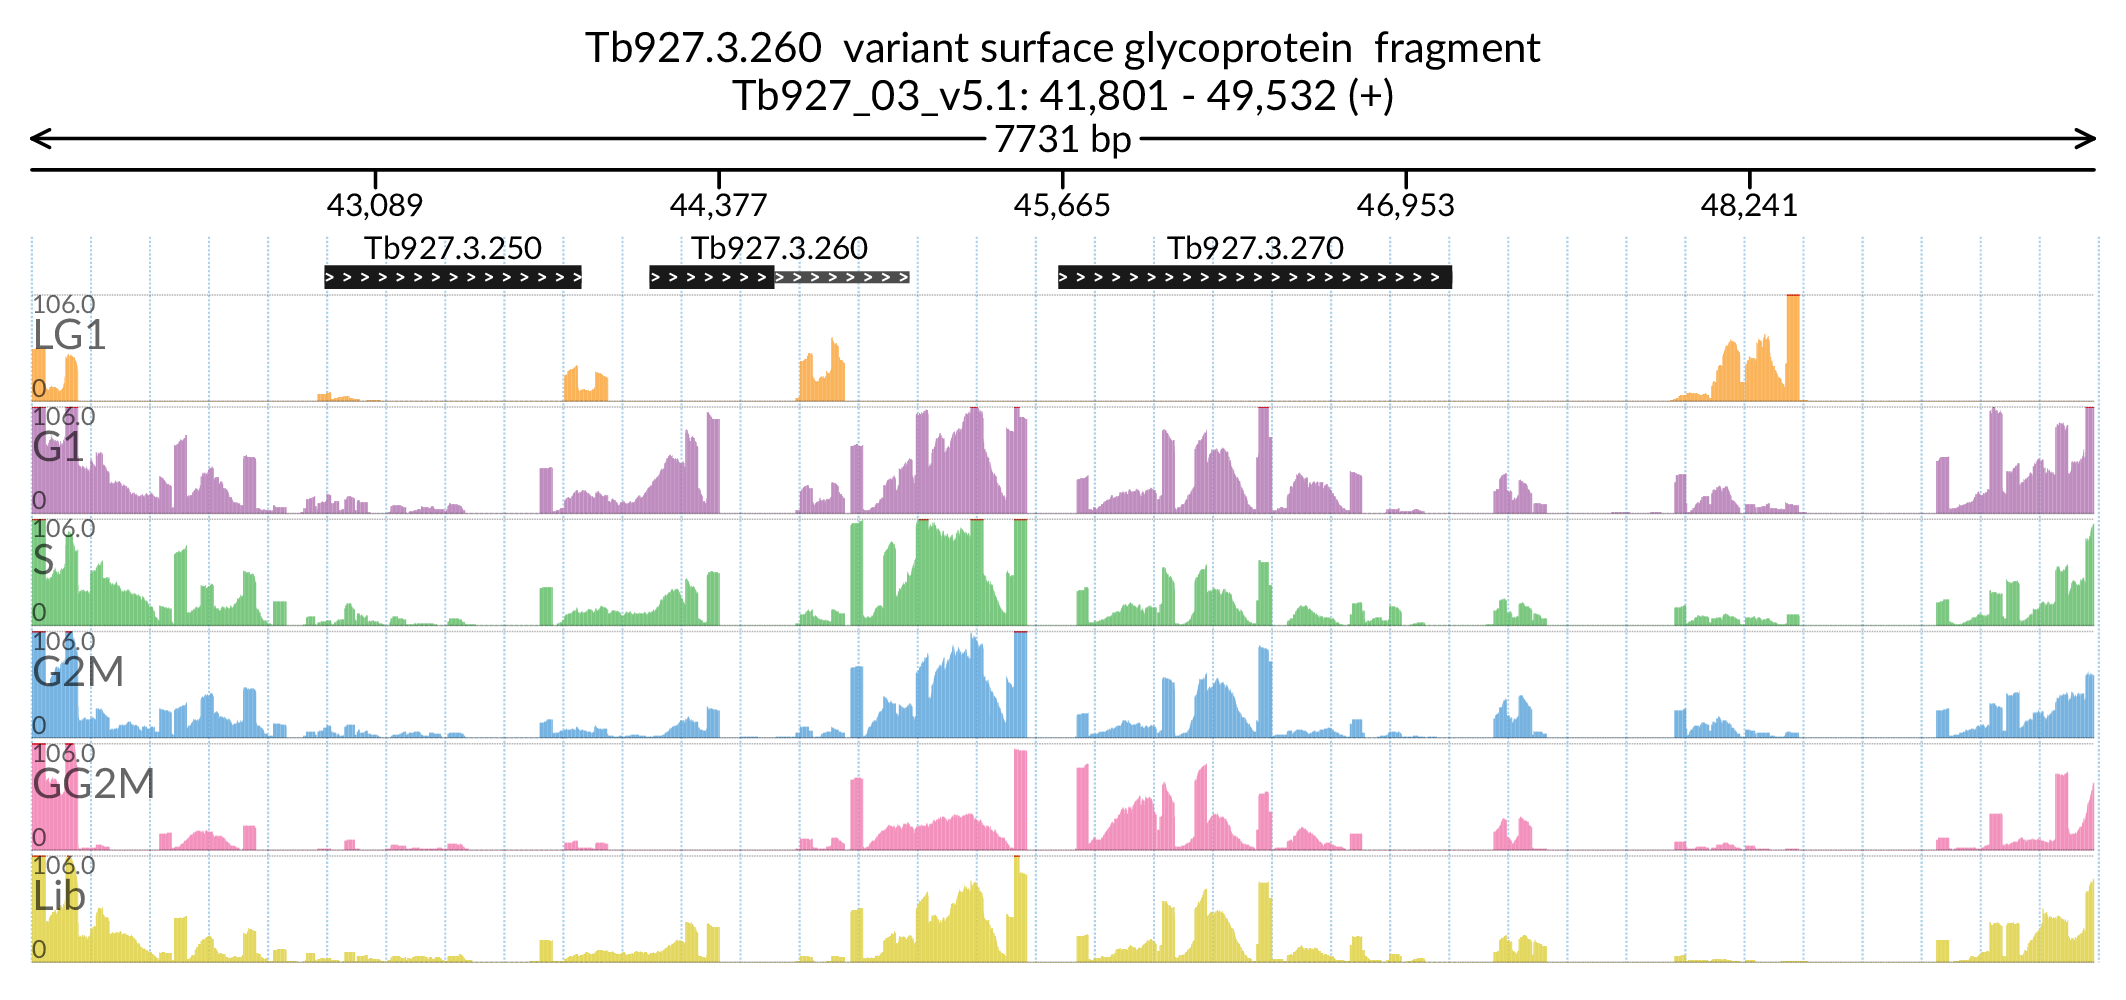 Tb927.3.260  variant surface glycoprotein  fragment
Tb927_03_v5.1: 41,801 - 49,532 (+)
7731 bp
43,089 44,377 45,665 46,953 48,241
Tb927.3.250 Tb927.3.260 Tb927.3.270
106.0
LG1
0
106.0
G1
0
106.0
S
0
106.0
G2M
0
106.0
GG2M
0
106.0
Lib
0